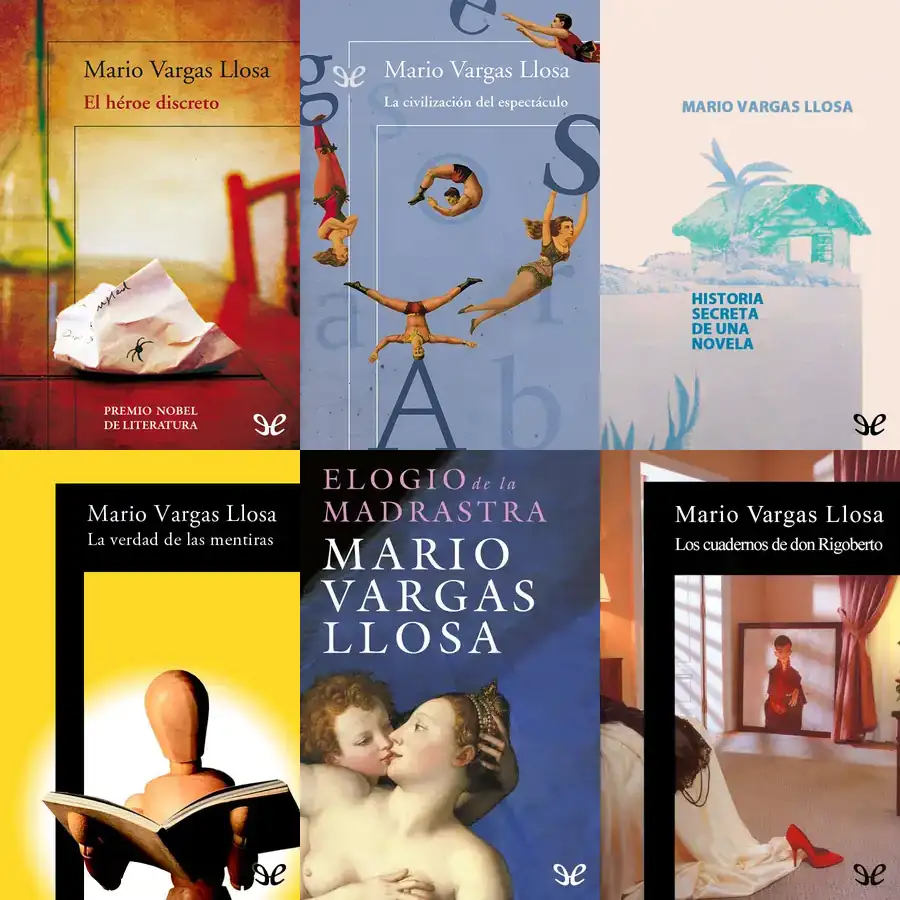 Mario Vargas Llosa
El héroe discreto
PREMIO NOBEL
DE LITERATURA
e
g
s
Mario Vargas Llosa
La civilización del espectáculo
s
a
r
A
b
MARIO VARGAS LLOSA
HISTORIA
SECRETA
DE UNA
NOVELA
Mario Vargas Llosa
La verdad de las mentiras
ELOGIO de la
MADRASTRA
MARIO
VARGAS
LLOSA
Mario Vargas Llosa
Los cuadernos de don Rigoberto